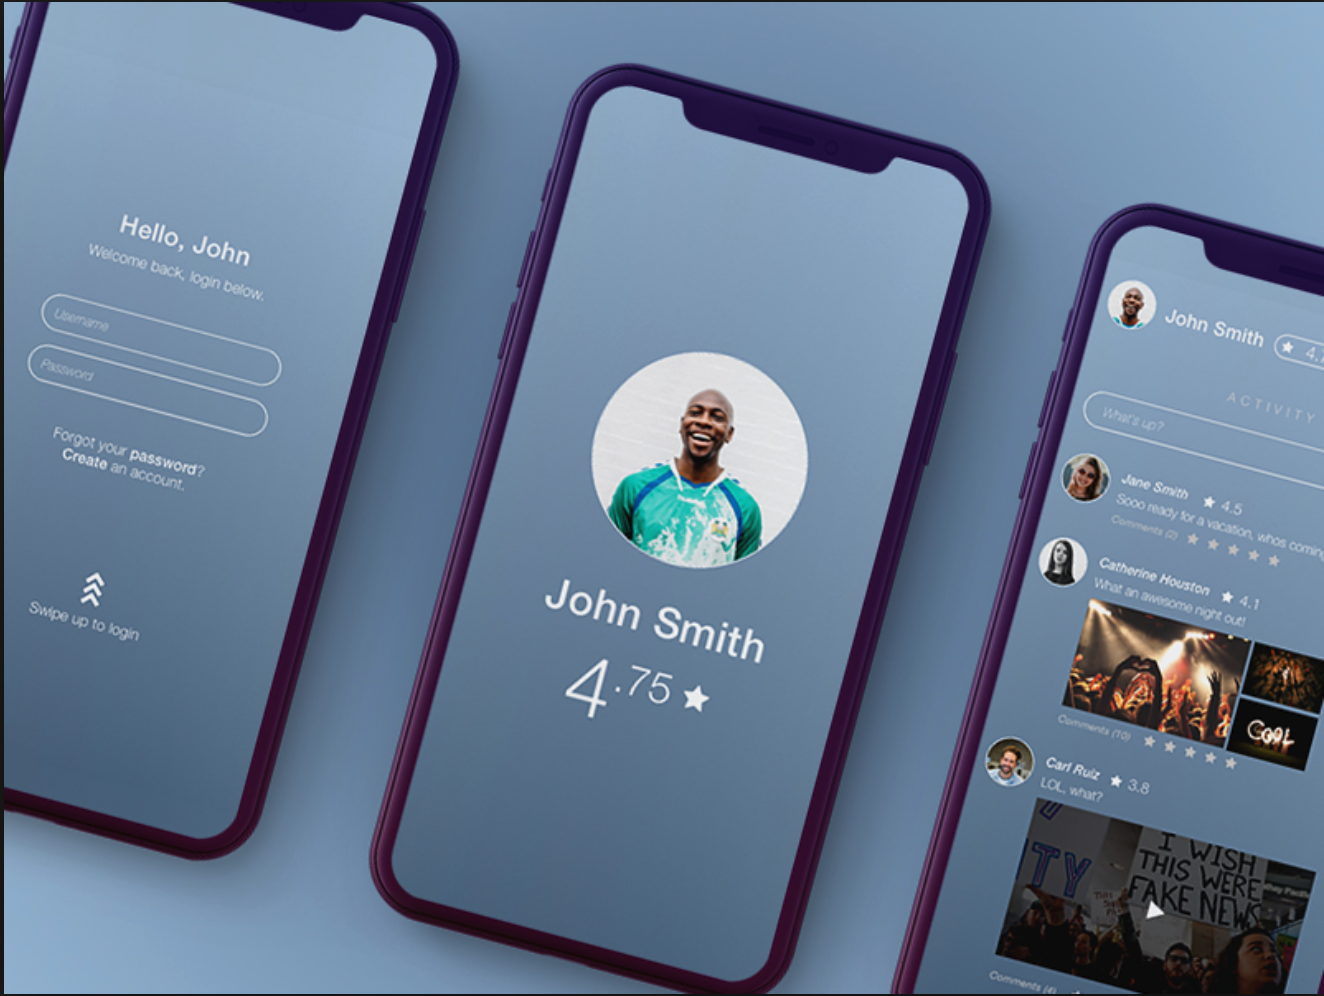 Hello, John
Welcome back, login below.
Username
Password
Forgot your password?
Create an account.
Swipe up to login
John Smith
4.75
John Smith
4.7
ACTIVITY
What's up?
Jane Smith 4.5
Sooo ready for a vacation, whos coming
Comments (2)
Catherine Houston 4.1
What an awesome night out!
COOL
Comments (10)
Carl Ruiz 3.8
LOL, what?
TY
I WISH
THIS WERE
FAKE NEWS
Comments (4)